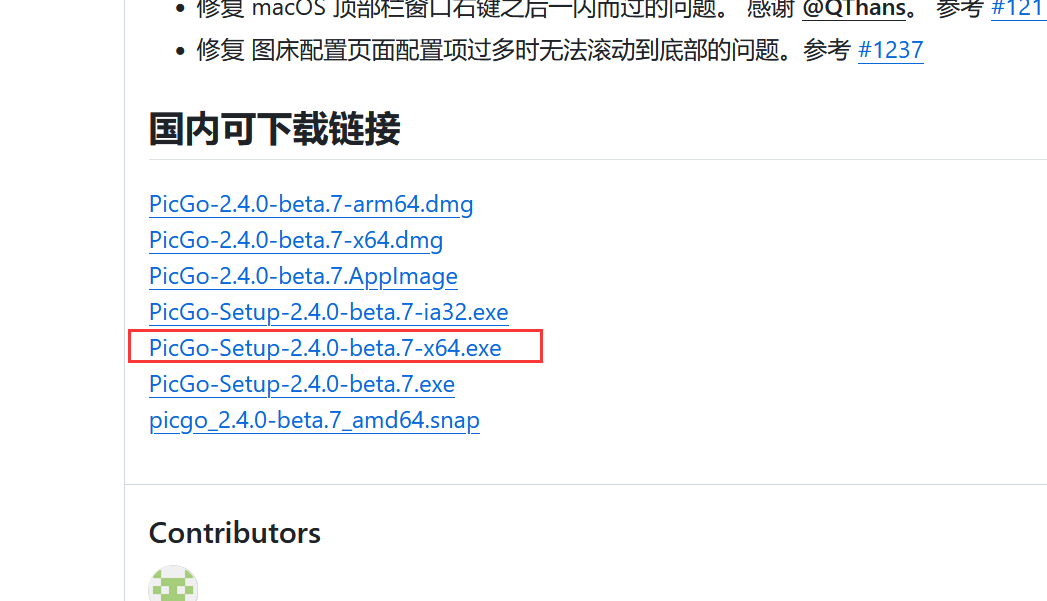 修复 macOS 顶部栏窗口右键之后一闪而过的问题。 感谢 @QThans。 参考 #121
修复 图床配置页面配置项过多时无法滚动到底部的问题。参考 #1237
国内可下载链接
PicGo-2.4.0-beta.7-arm64.dmg
PicGo-2.4.0-beta.7-x64.dmg
PicGo-2.4.0-beta.7.AppImage
PicGo-Setup-2.4.0-beta.7-ia32.exe
PicGo-Setup-2.4.0-beta.7-x64.exe
PicGo-Setup-2.4.0-beta.7.exe
picgo_2.4.0-beta.7_amd64.snap
Contributors